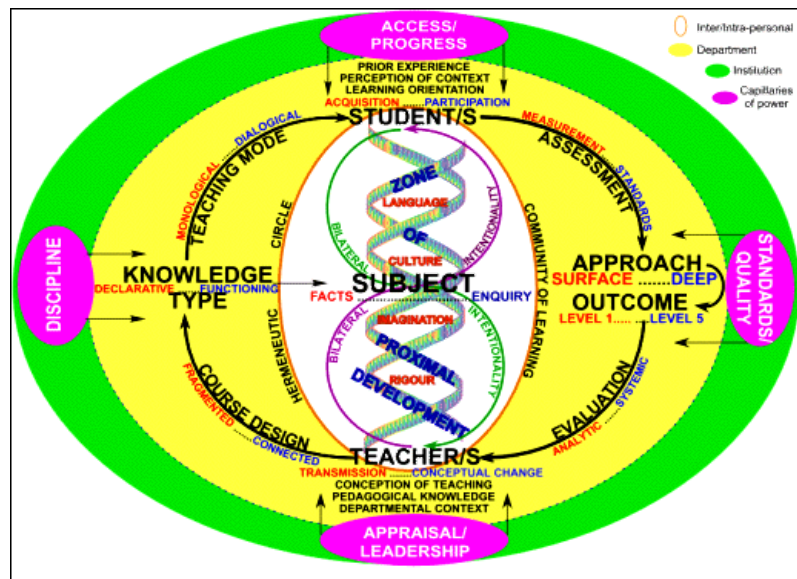 ACCESS/
PROGRESS
Inter/Intra-personal
Department
Institution
Capillaries
of power
PRIOR EXPERIENCE
PERCEPTION OF CONTEXT
LEARNING ORIENTATION
ACQUISITION ........PARTICIPATION
STUDENT/S
MONOLOGICAL......DIALOGICAL
TEACHING MODE
MEASUREMENT........STANDARDS
ASSESSMENT
ZONE
LANGUAGE
OF
CULTURE
BILATERAL
INTENTIONALITY
HERMENEUTIC CIRCLE
COMMUNITY OF LEARNING
DISCIPLINE
KNOWLEDGE
DECLARATIVE......FUNCTIONING
TYPE
SUBJECT
FACTS ........................ENQUIRY
APPROACH
SURFACE ........DEEP
OUTCOME
LEVEL 1..... .....LEVEL 5
STANDARDS/
QUALITY
IMAGINATION
PROXIMAL
RIGOUR
DEVELOPMENT
BILATERAL
INTENTIONALITY
COURSE DESIGN
FRAGMENTED........CONNECTED
EVALUATION
ANALYTIC ......SYSTEMIC
TEACHER/S
TRANSMISSION ........CONCEPTUAL CHANGE
CONCEPTION OF TEACHING
PEDAGOGICAL KNOWLEDGE
DEPARTMENTAL CONTEXT
APPRAISAL/
LEADERSHIP